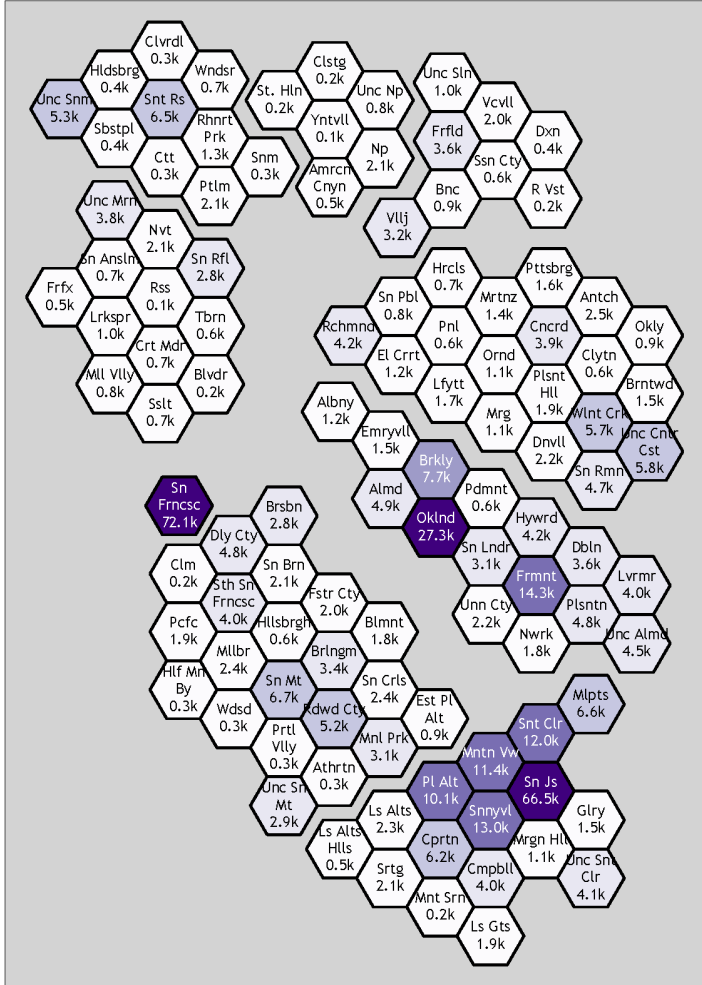 Clvrdl
0.3k
Hldsbrg
0.4k
Wndsr
0.7k
Unc Snm
5.3k
Snt Rs
6.5k
Sbstpl
0.4k
Rhnrt
Prk
1.3k
Ctt
0.3k
Snm
0.3k
Ptlm
2.1k
Clstg
0.2k
St. Hln
0.2k
Unc Np
0.8k
Yntvll
0.1k
Np
2.1k
Amrcn
Cnyn
0.5k
Unc Sln
1.0k
Vcvll
2.0k
Frfld
3.6k
Dxn
0.4k
Ssn Cty
0.6k
Bnc
0.9k
R Vst
0.2k
Vllj
3.2k
Unc Mrn
3.8k
Nvt
2.1k
Sn Anslm
0.7k
Sn Rfl
2.8k
Frfx
0.5k
Rss
0.1k
Lrkspr
1.0k
Tbrn
0.6k
Crt Mdr
0.7k
Mll Vlly
0.8k
Blvdr
0.2k
Sslt
0.7k
Hrcls
0.7k
Pttsbrg
1.6k
Sn Pbl
0.8k
Mrtnz
1.4k
Antch
2.5k
Rchmnd
4.2k
Pnl
0.6k
Cncrd
3.9k
Okly
0.9k
El Crrt
1.2k
Ornd
1.1k
Clytn
0.6k
Lfytt
1.7k
Plsnt
Hll
1.9k
Brntwd
1.5k
Mrg
1.1k
Wlnt Crk
5.7k
Dnvll
2.2k
Unc Cntr
Cst
5.8k
Sn Rmn
4.7k
Albny
1.2k
Emryvll
1.5k
Brkly
7.7k
Almd
4.9k
Pdmnt
0.6k
Oklnd
27.3k
Hywrd
4.2k
Sn Lndr
3.1k
Dbln
3.6k
Frmnt
14.3k
Lvrmr
4.0k
Unn Cty
2.2k
Plsntn
4.8k
Nwrk
1.8k
Unc Almd
4.5k
Sn
Frncsc
72.1k
Brsbn
2.8k
Dly Cty
4.8k
Clm
0.2k
Sn Brn
2.1k
Sth Sn
Frncsc
4.0k
Fstr Cty
2.0k
Pcfc
1.9k
Hllsbrgh
0.6k
Blmnt
1.8k
Mllbr
2.4k
Brlngm
3.4k
Hlf Mn
By
0.3k
Sn Mt
6.7k
Sn Crls
2.4k
Wdsd
0.3k
Rdwd Cty
5.2k
Est Pl
Alt
0.9k
Prtl
Vlly
0.3k
Mnl Prk
3.1k
Athrtn
0.3k
Unc Sn
Mt
2.9k
Mlpts
6.6k
Snt Clr
12.0k
Mntn Vw
11.4k
Pl Alt
10.1k
Sn Js
66.5k
Ls Alts
2.3k
Snnyvl
13.0k
Glry
1.5k
Ls Alts
Hlls
0.5k
Cprtn
6.2k
Mrgn Hll
1.1k
Srtg
2.1k
Cmpbll
4.0k
Unc Snt
Clr
4.1k
Mnt Srn
0.2k
Ls Gts
1.9k